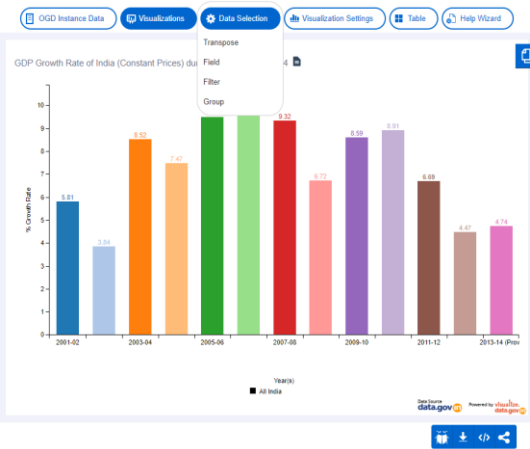 OGD Instance Data
Visualizations
Data Selection
Visualization Settings
Table
Help Wizard
Transpose
Field
Filter
Group
GDP Growth Rate of India (Constant Prices) du
4
10
9
8
7
6
5
4
3
2
1
0
% Growth Rate
5.81
3.84
8.52
7.47
9.32
6.72
8.59
8.91
6.69
4.47
4.74
2001-02
2003-04
2005-06
2007-08
2009-10
2011-12
2013-14 (Prov
Year(s)
All India
Data Source
data.gov in
Powered by visualize.
data.gov